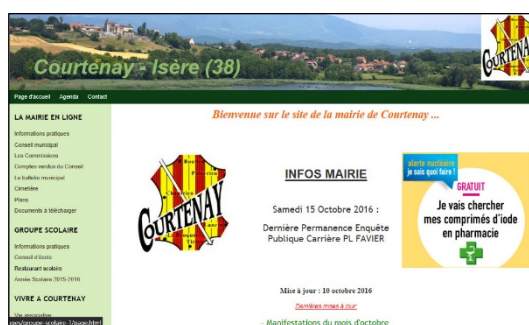 Courtenay - Isère (38)
COURTENAY
Page d'accueil Agenda Contact
LA MAIRIE EN LIGNE
Informations pratiques
Conseil municipal
Les Commissions
Comptes rendus du Conseil
Le bulletin municipal
Cimetière
Plans
Documents à télécharger
GROUPE SCOLAIRE
Informations pratiques
Conseil d'école
Restaurant scolaire
Année Scolaire 2015-2016
VIVRE A COURTENAY
Vie associative
Bienvenue sur le site de la mairie de Courtenay ...
COURTENAY
INFOS MAIRIE
Samedi 15 Octobre 2016 :
Dernière Permanence Enquête
Publique Carrière PL FAVIER
Mise à jour : 10 octobre 2016
Dernières mises à jour:
- Manifestations du mois d'octobre
alerte nucléaire
je sais quoi faire !
GRATUIT
Je vais chercher
mes comprimés d'iode
en pharmacie